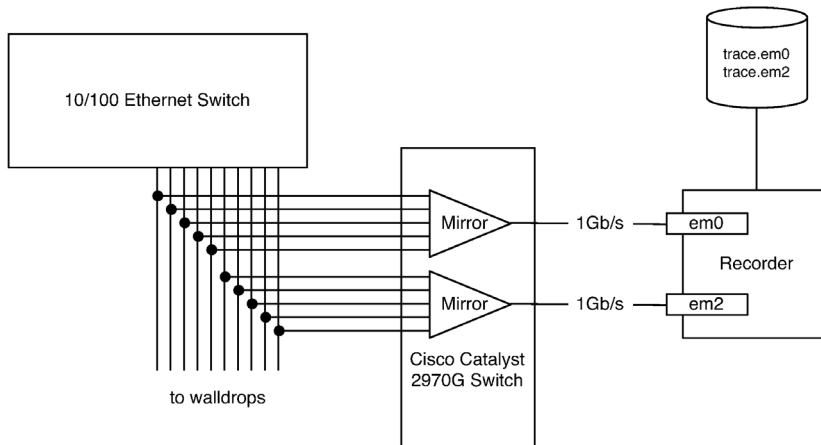 10/100 Ethernet Switch
trace.em0
trace.em2
Mirror
1Gb/s
em0
Recorder
Mirror
1Gb/s
em2
Cisco Catalyst
2970G Switch
to walldrops